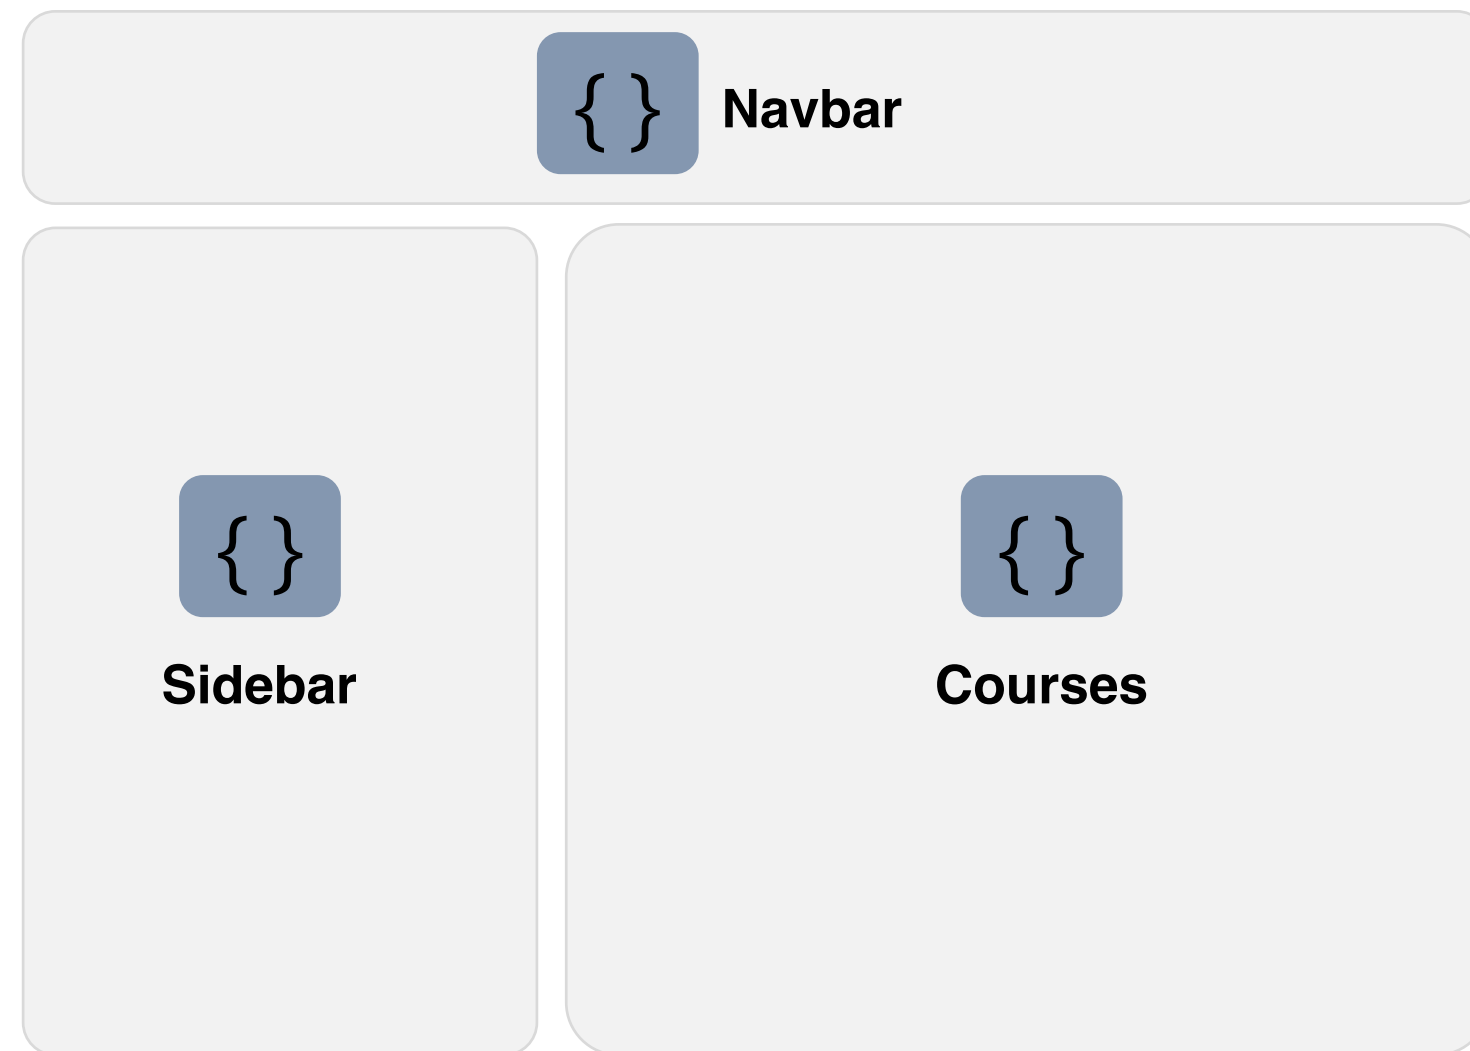 { } Navbar
{ }
Sidebar
{ }
Courses